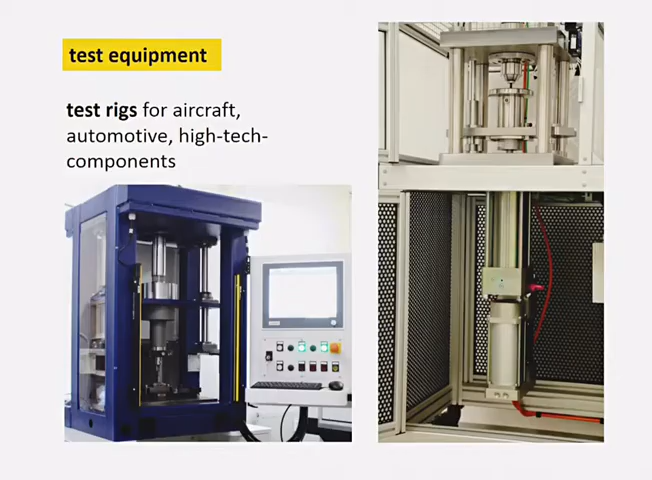 test equipment
test rigs for aircraft,
automotive, high-tech-
components